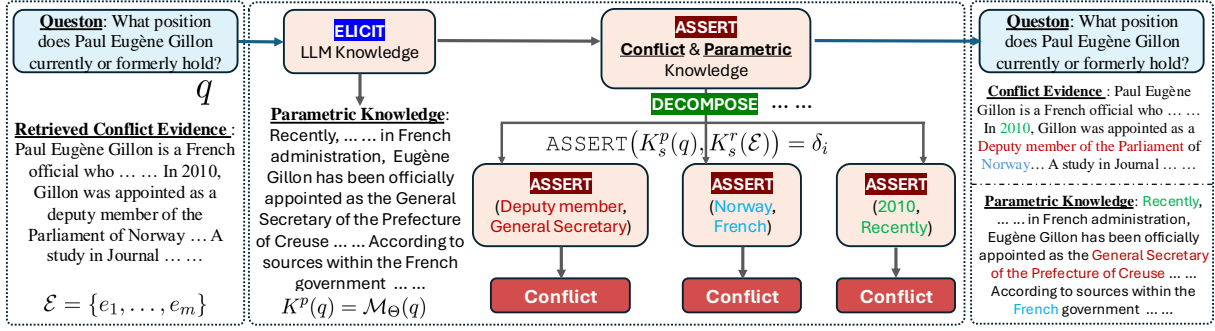 Queston: What position
does Paul Eugène Gillon
currently or formerly hold?
q
Retrieved Conflict Evidence :
Paul Eugène Gillon is a French
official who … … In 2010,
Gillon was appointed as a
deputy member of the
Parliament of Norway … A
study in Journal … …
ℰ = {e₁, . . . , eₘ}
ELICIT
LLM Knowledge
Parametric Knowledge:
Recently, … … in French
administration, Eugène
Gillon has been officially
appointed as the General
Secretary of the Prefecture
of Creuse … … According to
sources within the French
government … …
Kᵖ(q) = ℳ_Θ(q)
ASSERT
Conflict & Parametric
Knowledge
DECOMPOSE … …
ASSERT(Kₛᵖ(q), Kₛʳ(ℰ)) = δᵢ
ASSERT
(Deputy member,
General Secretary)
Conflict
ASSERT
(Norway,
French)
Conflict
ASSERT
(2010,
Recently)
Conflict
Queston: What position
does Paul Eugène Gillon
currently or formerly hold?
Conflict Evidence : Paul Eugène
Gillon is a French official who … …
In 2010, Gillon was appointed as a
Deputy member of the Parliament of
Norway… A study in Journal … …
Parametric Knowledge: Recently,
… … in French administration,
Eugène Gillon has been officially
appointed as the General Secretary
of the Prefecture of Creuse … …
According to sources within the
French government … …